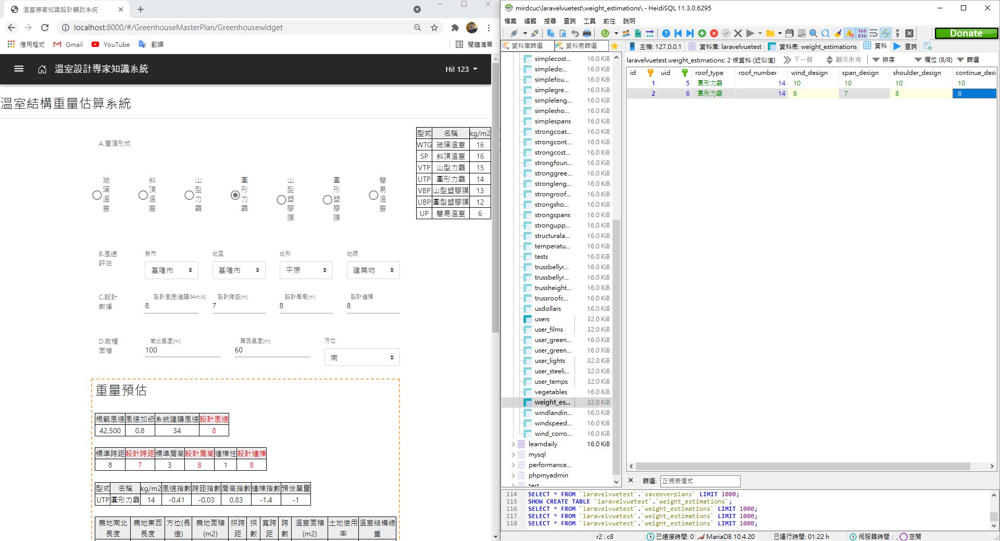 溫室專家知識設計輔助系統
localhost:8000/#/GreenhouseMasterPlan/Greenhousewidget
應用程式 Gmail YouTube 翻譯 閱讀清單
溫室設計專家知識系統 Hi! 123
溫室結構重量估算系統
A.屋頂形式
玻璃溫室 斜頂溫室 山型力霸 圓形力霸 山型塑膠膜 圓形塑膠膜 簡易溫室
型式 名稱 kg/m2
WTG 玻璃溫室 16
SP 斜頂溫室 16
VTP 山型力霸 15
UTP 圓形力霸 14
VBP 山型塑膠膜 13
UBP 圓型塑膠膜 12
UP 簡易溫室 6
B.風速評估 縣市 地區 地形 地貌
基隆市 基隆市 平原 建築物
C.設計數據 設計風速(建議34m/s) 設計跨距(m) 設計肩高(m) 設計連棟
8 7 8 8
D.栽種面積 南北長度(m) 東西長度(m) 方位
100 60 南
重量預估
規範風速 風速加級 系統建議風速 設計風速
42.500 0.8 34 8
標準跨距 設計跨距 標準肩高 設計肩高 連棟性 設計連棟
8 7 3 8 1 8
型式 名稱 kg/m2 風速指數 跨距指數 肩高指數 連棟指數 預估單量
UTP 圓形力霸 14 -0.41 -0.03 0.83 -1.4 -1
農地南北長度 農地東西長度 方位(長邊) 農地面積(m2) 拱跨距 拱數 寬跨距 跨數 溫室面積(m2) 土地使用率 溫室結構總重
mirdcuc\laravelvuetest\weight_estimations\ - HeidiSQL 11.3.0.6295
檔案 編輯 搜尋 查詢 工具 前往 說明
Donate
資料庫篩選 資料表篩選
主機: 127.0.0.1 資料庫: laravelvuetest 資料表: weight_estimations 資料 查詢
simplecost... 16.0 KiB
simpledo... 16.0 KiB
simplefou... 16.0 KiB
simplegre... 16.0 KiB
simpleleng... 16.0 KiB
simplesho... 16.0 KiB
simplespans 16.0 KiB
strongcoat... 16.0 KiB
strongcont... 16.0 KiB
strongcost... 16.0 KiB
strongfoun... 16.0 KiB
stronggree... 16.0 KiB
strongleng... 16.0 KiB
strongroof... 16.0 KiB
strongsho... 16.0 KiB
strongspans 16.0 KiB
strongupp... 16.0 KiB
structurala... 16.0 KiB
temperatu... 16.0 KiB
tests 16.0 KiB
trussbellyr... 16.0 KiB
trussbellyr... 16.0 KiB
trussheight... 16.0 KiB
trussroofc... 16.0 KiB
usdollars 16.0 KiB
users 32.0 KiB
user_films 32.0 KiB
user_green... 32.0 KiB
user_green... 16.0 KiB
user_lights 32.0 KiB
user_steeli... 32.0 KiB
user_temps 32.0 KiB
vegetables 16.0 KiB
weight_es... 32.0 KiB
windlandin... 16.0 KiB
windspeed... 16.0 KiB
wind_corro... 16.0 KiB
learndaily 16.0 KiB
mysql
performance...
phpmyadmin
test
laravelvuetest.weight_estimations: 2 條資料 (近似值) 下一個 顯示所有 排序 欄位 (8/8) 篩選
id uid roof_type roof_number wind_design span_design shoulder_design continue_desi
1 5 圓形力霸 14 10 10 10 10
2 6 圓形力霸 14 8 7 8 8
篩選: 正規表達式
114 SELECT * FROM `laravelvuetest`.`saveoverplans` LIMIT 1000;
115 SHOW CREATE TABLE `laravelvuetest`.`weight_estimations`;
116 SELECT * FROM `laravelvuetest`.`weight_estimations` LIMIT 1000;
117 SELECT * FROM `laravelvuetest`.`weight_estimations` LIMIT 1000;
118 SELECT * FROM `laravelvuetest`.`weight_estimations` LIMIT 1000;
r2 : c8 已連接時間: 0 MariaDB 10.4.20 已運行時間: 01:22 h 伺服器時間: 空閒